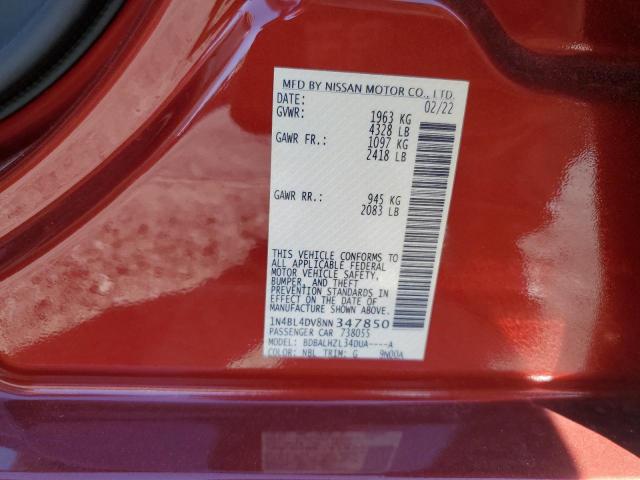 MFD BY NISSAN MOTOR CO., LTD.
DATE: 02/22
GVWR: 1963 KG
4328 LB
GAWR FR.: 1097 KG
2418 LB
GAWR RR.: 945 KG
2083 LB
THIS VEHICLE CONFORMS TO
ALL APPLICABLE FEDERAL
MOTOR VEHICLE SAFETY,
BUMPER, AND THEFT
PREVENTION STANDARDS IN
EFFECT ON THE DATE OF
MANUFACTURE SHOWN ABOVE.
1N4BL4DV8NN 347850
PASSENGER CAR 738055
MODEL: BDBALHZL34DUA----A
COLOR: NBL TRIM: G 9N00A